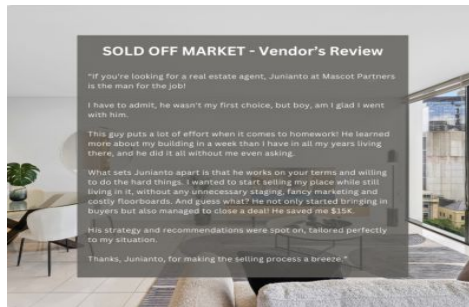 SOLD OFF MARKET - Vendor's Review
"If you're looking for a real estate agent, Junianto at Mascot Partners
is the man for the job!
I have to admit, he wasn't my first choice, but boy, am I glad I went
with him.
This guy puts a lot of effort when it comes to homework! He learned
more about my building in a week than I have in all my years living
there, and he did it all without me even asking.
What sets Junianto apart is that he works on your terms and willing
to do the hard things. I wanted to start selling my place while still
living in it, without any unnecessary staging, fancy marketing and
costly floorboards. And guess what? He not only started bringing in
buyers but also managed to close a deal! He saved me $15K.
His strategy and recommendations were spot on, tailored perfectly
to my situation.
Thanks, Junianto, for making the selling process a breeze."